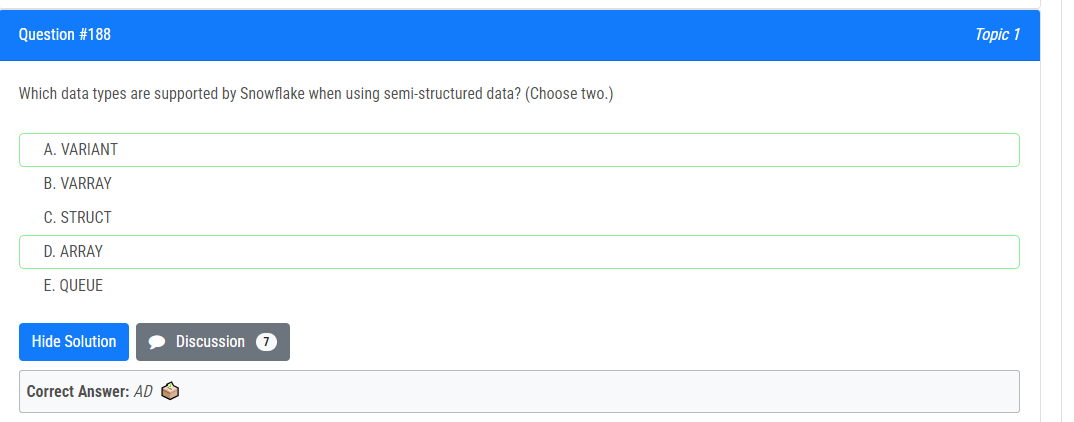 Question #188 Topic 1
Which data types are supported by Snowflake when using semi-structured data? (Choose two.)
A. VARIANT
B. VARRAY
C. STRUCT
D. ARRAY
E. QUEUE
Hide Solution Discussion 7
Correct Answer: AD